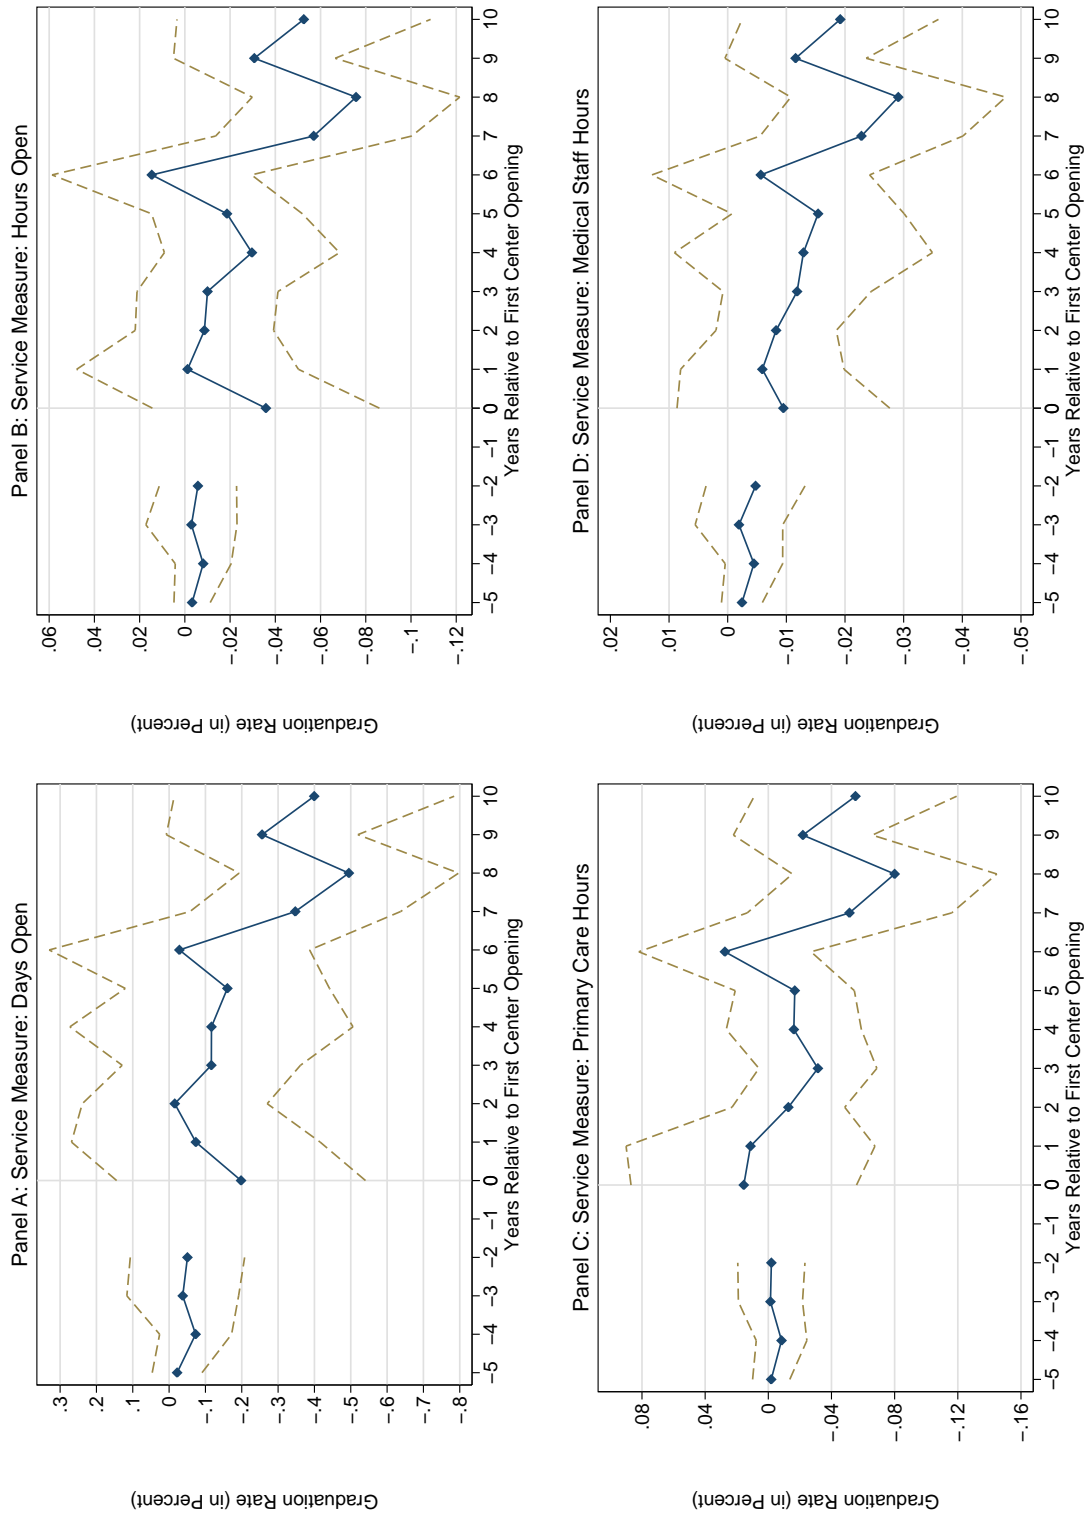 Panel A: Service Measure: Days Open
Graduation Rate (in Percent)
.3
.2
.1
0
−.1
−.2
−.3
−.4
−.5
−.6
−.7
−.8
−5 −4 −3 −2 −1 0 1 2 3 4 5 6 7 8 9 10
Years Relative to First Center Opening
Panel B: Service Measure: Hours Open
Graduation Rate (in Percent)
.06
.04
.02
0
−.02
−.04
−.06
−.08
−.1
−.12
−5 −4 −3 −2 −1 0 1 2 3 4 5 6 7 8 9 10
Years Relative to First Center Opening
Panel C: Service Measure: Primary Care Hours
Graduation Rate (in Percent)
.08
.04
0
−.04
−.08
−.12
−.16
−5 −4 −3 −2 −1 0 1 2 3 4 5 6 7 8 9 10
Years Relative to First Center Opening
Panel D: Service Measure: Medical Staff Hours
Graduation Rate (in Percent)
.02
.01
0
−.01
−.02
−.03
−.04
−.05
−5 −4 −3 −2 −1 0 1 2 3 4 5 6 7 8 9 10
Years Relative to First Center Opening